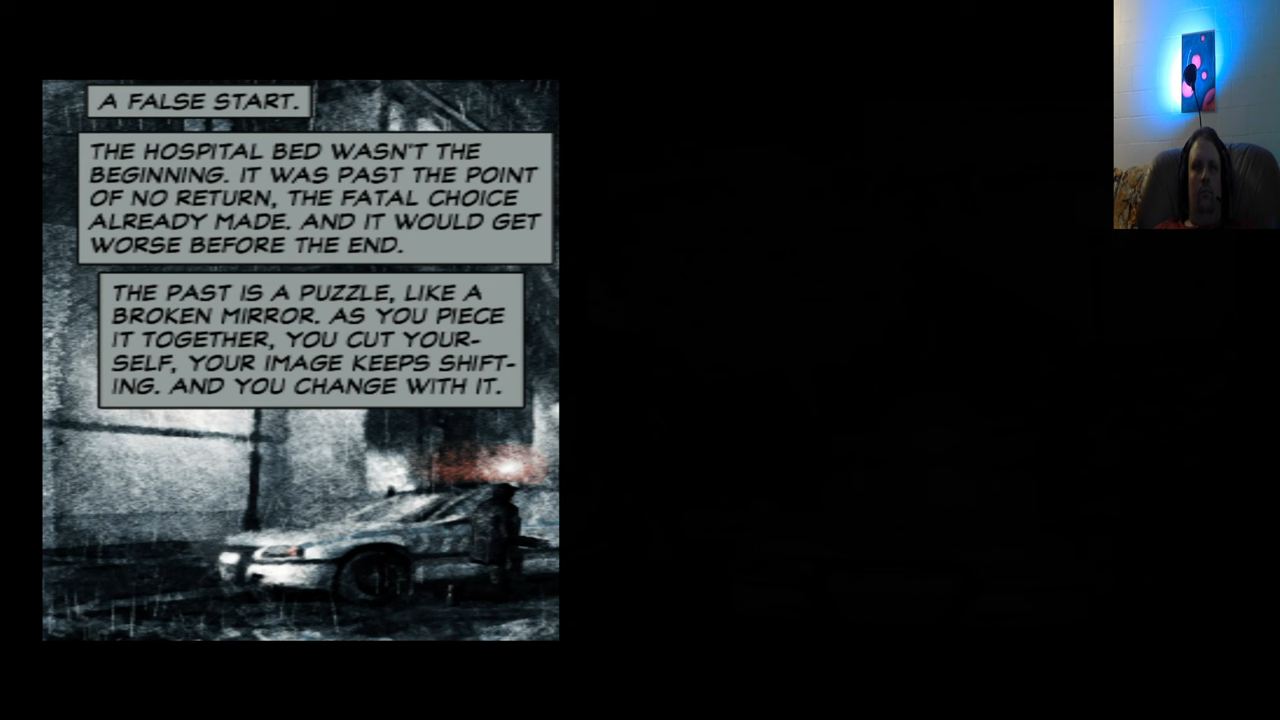 A FALSE START.
THE HOSPITAL BED WASN'T THE
BEGINNING. IT WAS PAST THE POINT
OF NO RETURN, THE FATAL CHOICE
ALREADY MADE. AND IT WOULD GET
WORSE BEFORE THE END.
THE PAST IS A PUZZLE, LIKE A
BROKEN MIRROR. AS YOU PIECE
IT TOGETHER, YOU CUT YOUR-
SELF, YOUR IMAGE KEEPS SHIFT-
ING. AND YOU CHANGE WITH IT.